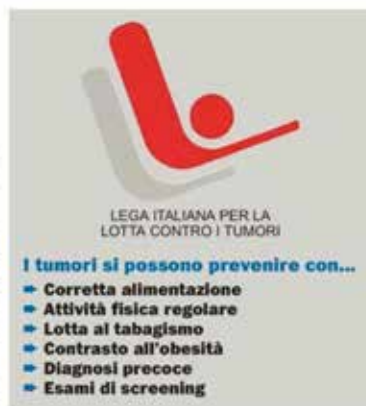 LEGA ITALIANA PER LA
LOTTA CONTRO I TUMORI
I tumori si possono prevenire con...
➨ Corretta alimentazione
➨ Attività fisica regolare
➨ Lotta al tabagismo
➨ Contrasto all'obesità
➨ Diagnosi precoce
➨ Esami di screening